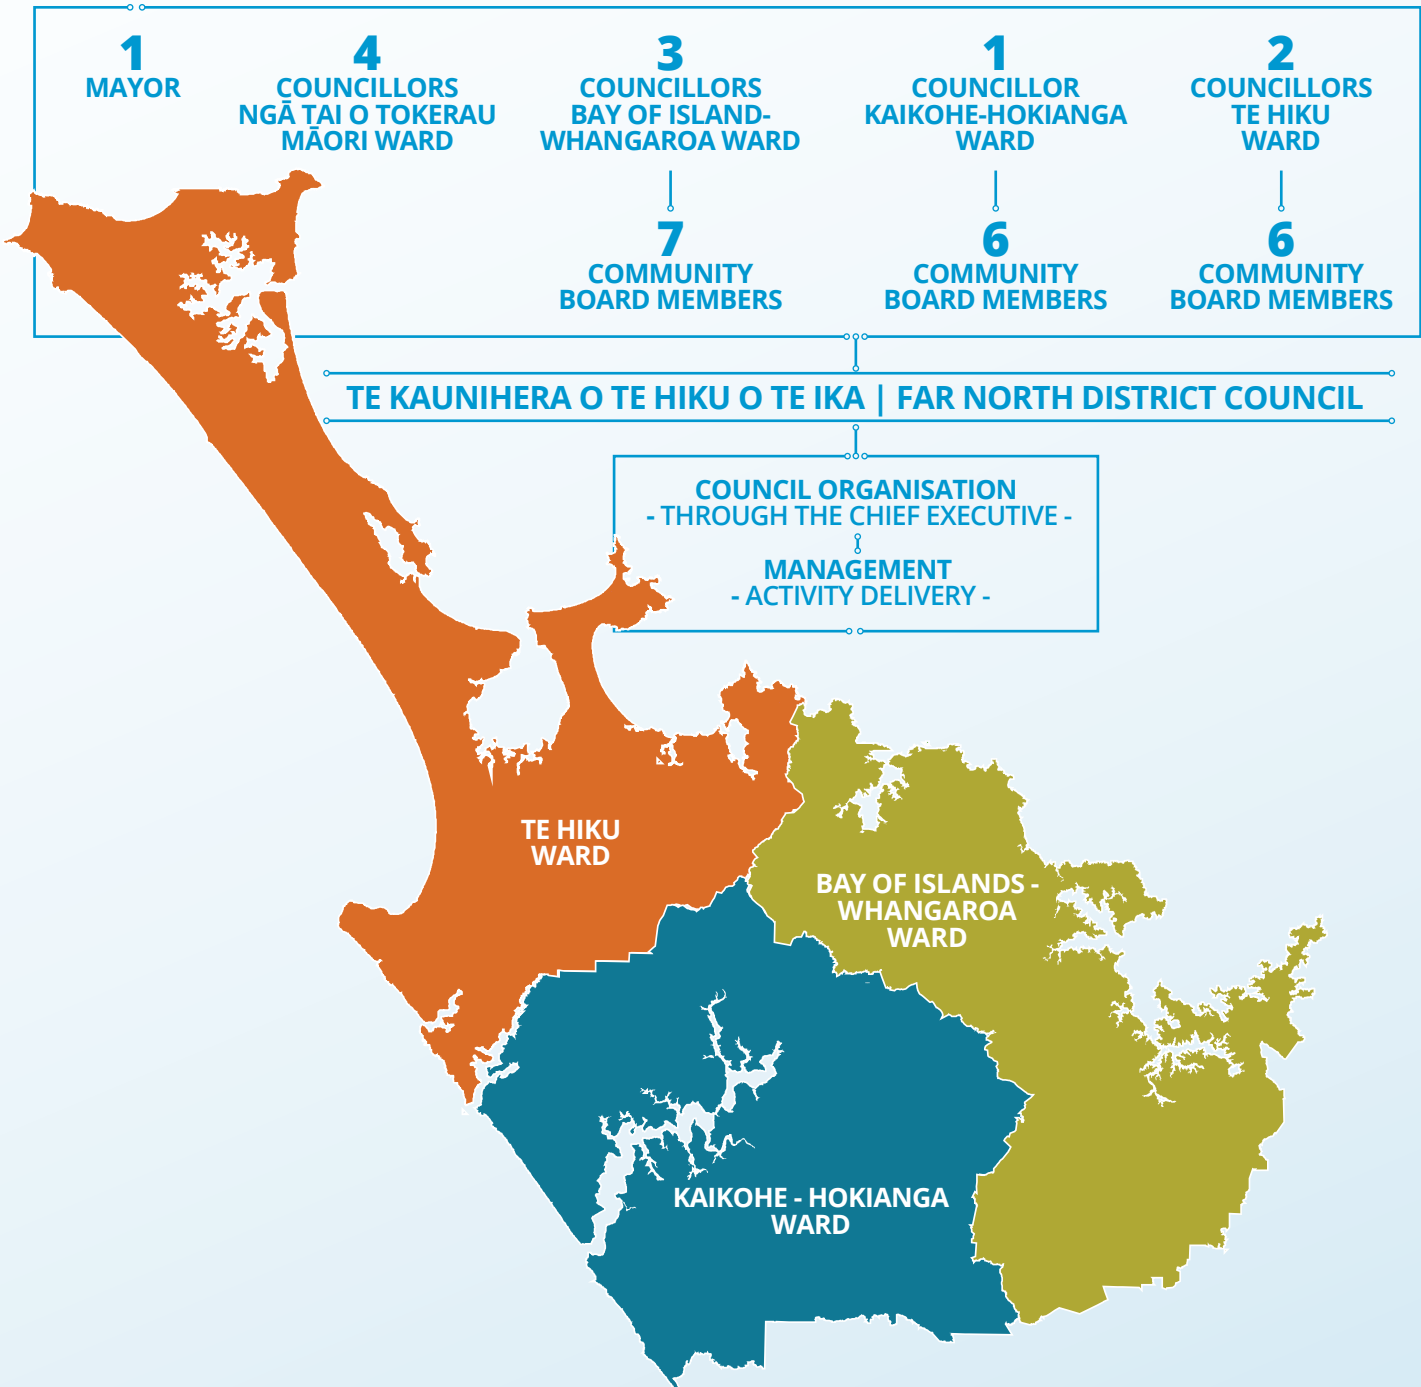 1
MAYOR
4
COUNCILLORS
NGĀ TAI O TOKERAU
MĀORI WARD
3
COUNCILLORS
BAY OF ISLAND-
WHANGAROA WARD
1
COUNCILLOR
KAIKOHE-HOKIANGA
WARD
2
COUNCILLORS
TE HIKU
WARD
7
COMMUNITY
BOARD MEMBERS
6
COMMUNITY
BOARD MEMBERS
6
COMMUNITY
BOARD MEMBERS
TE KAUNIHERA O TE HIKU O TE IKA | FAR NORTH DISTRICT COUNCIL
COUNCIL ORGANISATION
- THROUGH THE CHIEF EXECUTIVE -
MANAGEMENT
- ACTIVITY DELIVERY -
TE HIKU
WARD
BAY OF ISLANDS -
WHANGAROA
WARD
KAIKOHE - HOKIANGA
WARD